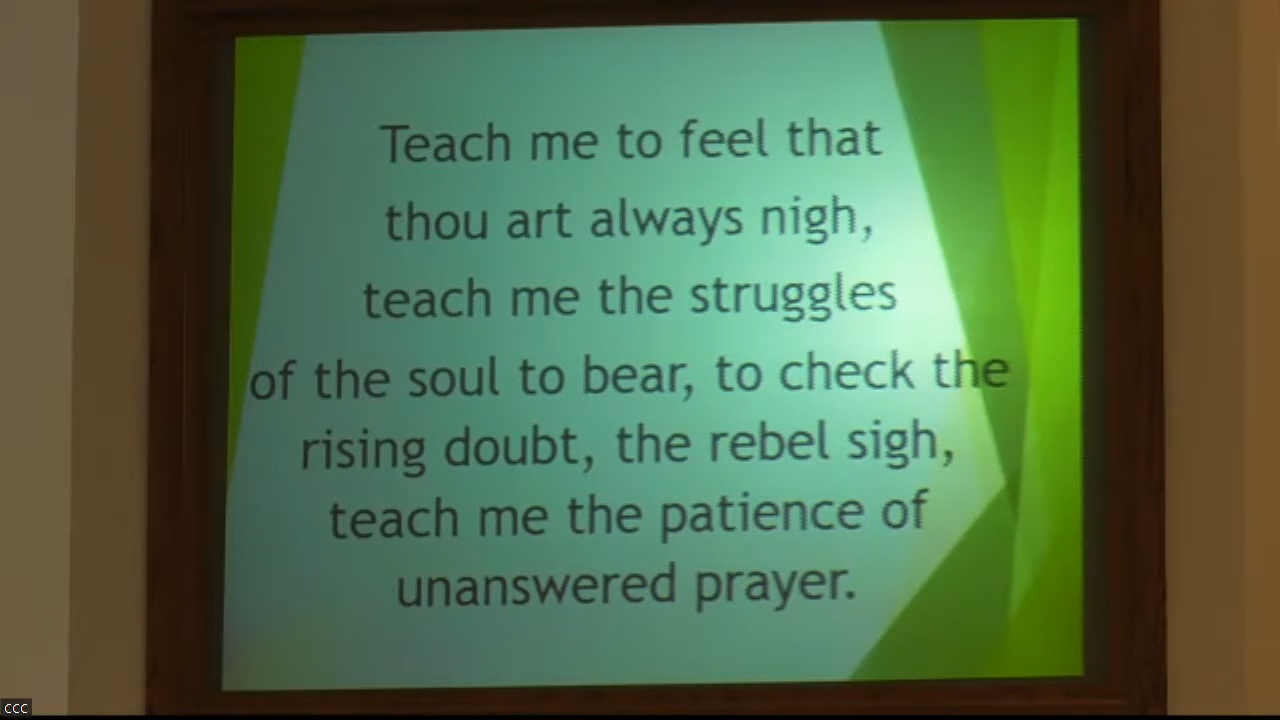 Teach me to feel that
thou art always nigh,
teach me the struggles
of the soul to bear, to check the
rising doubt, the rebel sigh,
teach me the patience of
unanswered prayer.
ccc